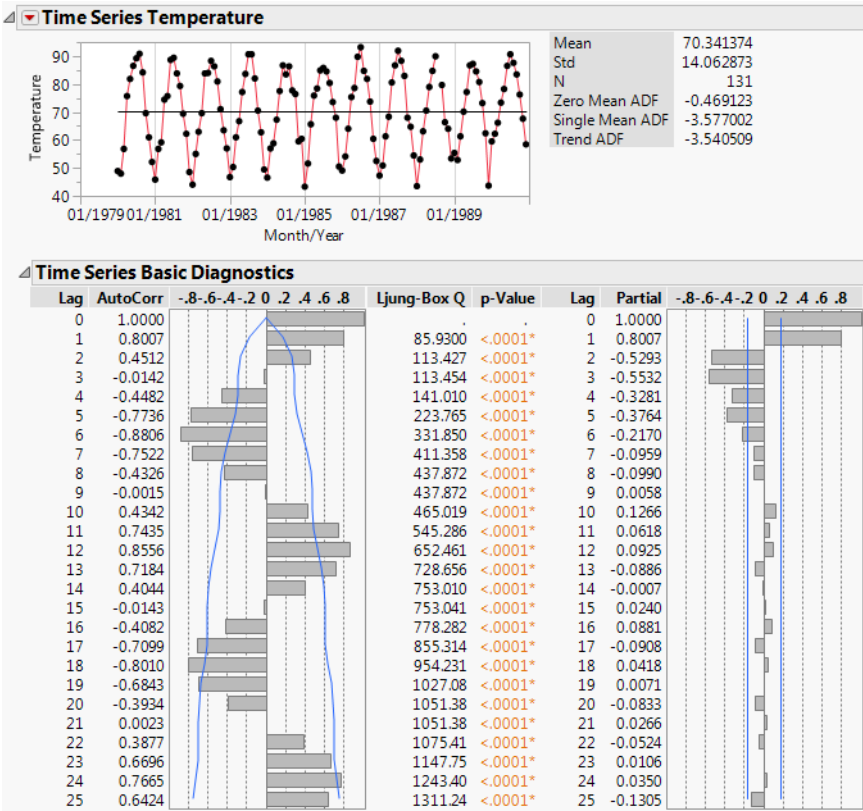 Time Series Temperature
90
80
70
60
50
40
Temperature
01/1979 01/1981 01/1983 01/1985 01/1987 01/1989
Month/Year
Mean 70.341374
Std 14.062873
N 131
Zero Mean ADF -0.469123
Single Mean ADF -3.577002
Trend ADF -3.540509
Time Series Basic Diagnostics
Lag AutoCorr -.8-.6-.4-.2 0 .2 .4 .6 .8 Ljung-Box Q p-Value Lag Partial -.8-.6-.4-.2 0 .2 .4 .6 .8
0 1.0000 . . 0 1.0000
1 0.8007 85.9300 <.0001* 1 0.8007
2 0.4512 113.427 <.0001* 2 -0.5293
3 -0.0142 113.454 <.0001* 3 -0.5532
4 -0.4482 141.010 <.0001* 4 -0.3281
5 -0.7736 223.765 <.0001* 5 -0.3764
6 -0.8806 331.850 <.0001* 6 -0.2170
7 -0.7522 411.358 <.0001* 7 -0.0959
8 -0.4326 437.872 <.0001* 8 -0.0990
9 -0.0015 437.872 <.0001* 9 0.0058
10 0.4342 465.019 <.0001* 10 0.1266
11 0.7435 545.286 <.0001* 11 0.0618
12 0.8556 652.461 <.0001* 12 0.0925
13 0.7184 728.656 <.0001* 13 -0.0886
14 0.4044 753.010 <.0001* 14 -0.0007
15 -0.0143 753.041 <.0001* 15 0.0240
16 -0.4082 778.282 <.0001* 16 0.0881
17 -0.7099 855.314 <.0001* 17 -0.0908
18 -0.8010 954.231 <.0001* 18 0.0418
19 -0.6843 1027.08 <.0001* 19 0.0071
20 -0.3934 1051.38 <.0001* 20 -0.0833
21 0.0023 1051.38 <.0001* 21 0.0266
22 0.3877 1075.41 <.0001* 22 -0.0524
23 0.6696 1147.75 <.0001* 23 0.0106
24 0.7665 1243.40 <.0001* 24 0.0350
25 0.6424 1311.24 <.0001* 25 -0.1305